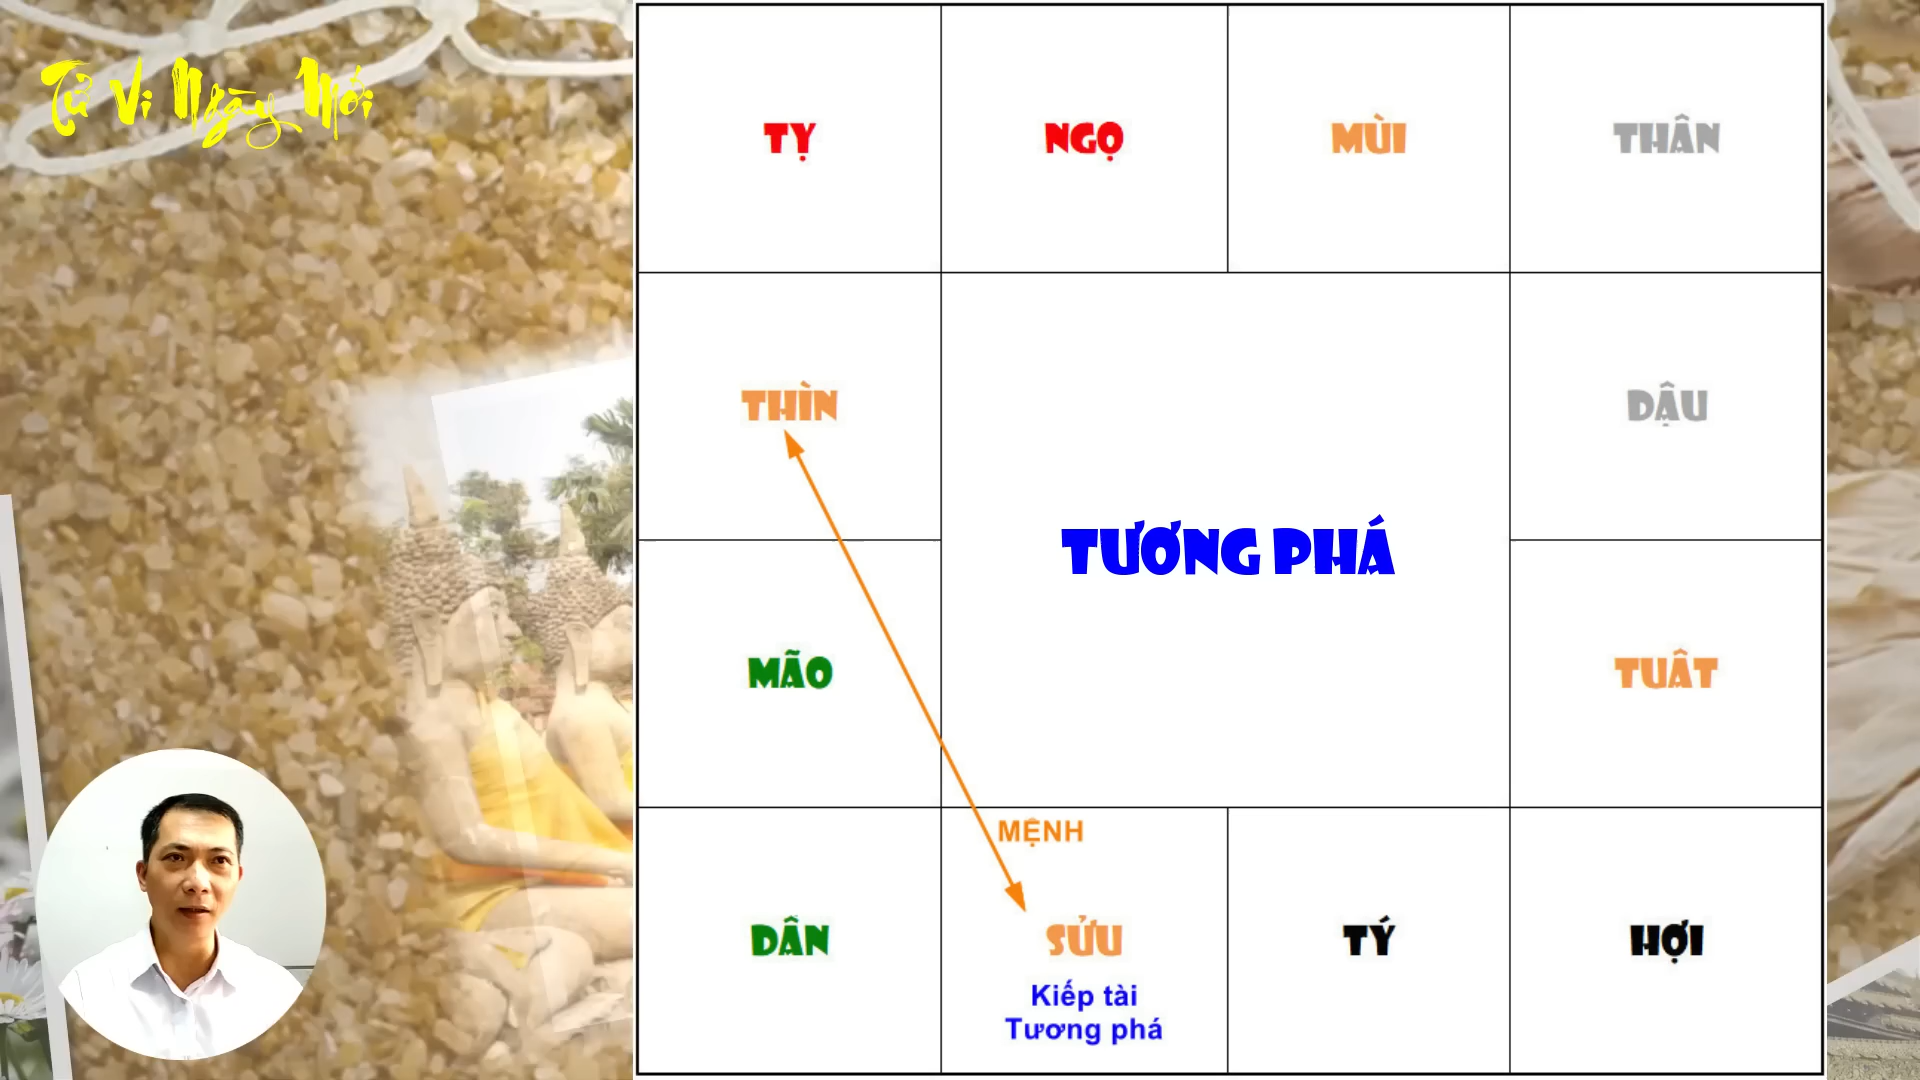 Tử Vi Ngày Mới
TỴ
NGỌ
MÙI
THÂN
THÌN
DẬU
TƯƠNG PHÁ
MÃO
TUẤT
MỆNH
DẦN
SỬU
TÝ
HỢI
Kiếp tài
Tương phá